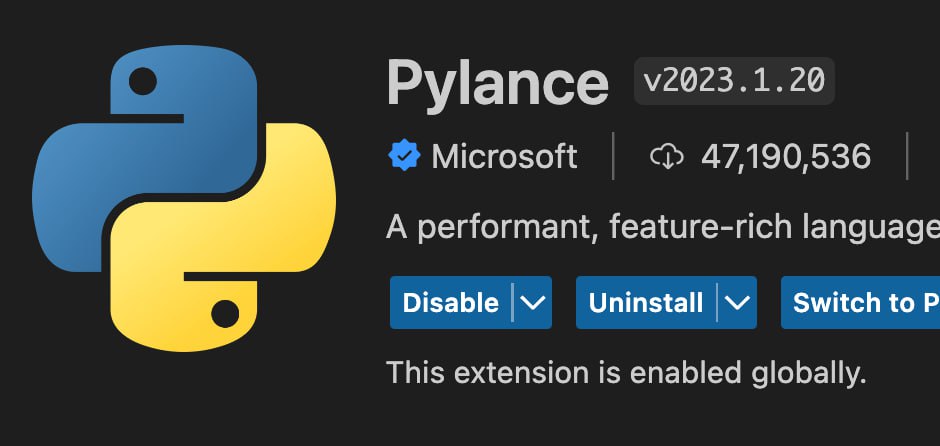 Pylance v2023.1.20
Microsoft 47,190,536
A performant, feature-rich language
Disable Uninstall Switch to P
This extension is enabled globally.